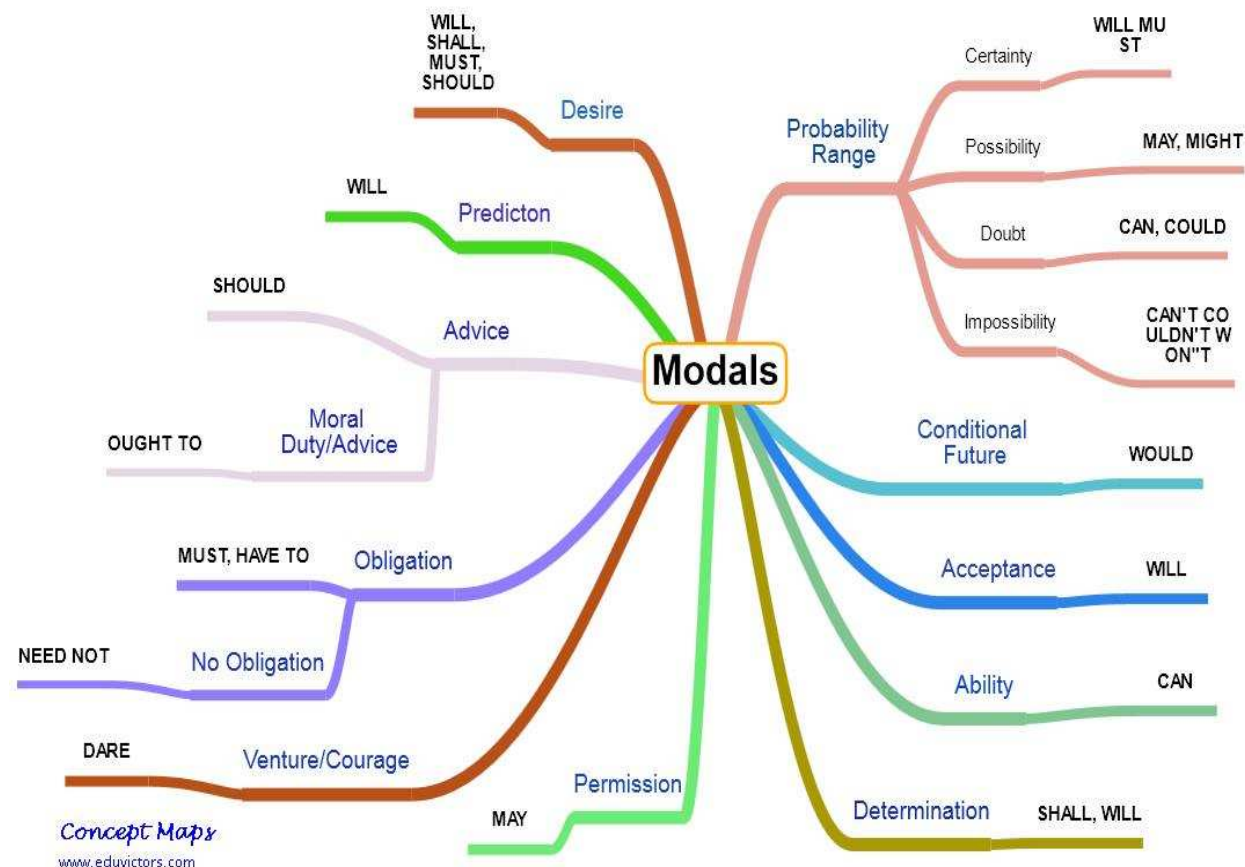 WILL,
SHALL,
MUST,
SHOULD
Desire
WILL
Predicton
SHOULD
Advice
Moral
Duty/Advice
OUGHT TO
MUST, HAVE TO
Obligation
NEED NOT
No Obligation
DARE
Venture/Courage
MAY
Permission
Modals
Probability
Range
Certainty
WILL MU
ST
Possibility
MAY, MIGHT
Doubt
CAN, COULD
Impossibility
CAN'T CO
ULDN'T W
ON"T
Conditional
Future
WOULD
Acceptance
WILL
Ability
CAN
Determination
SHALL, WILL
Concept Maps
www.eduvictors.com